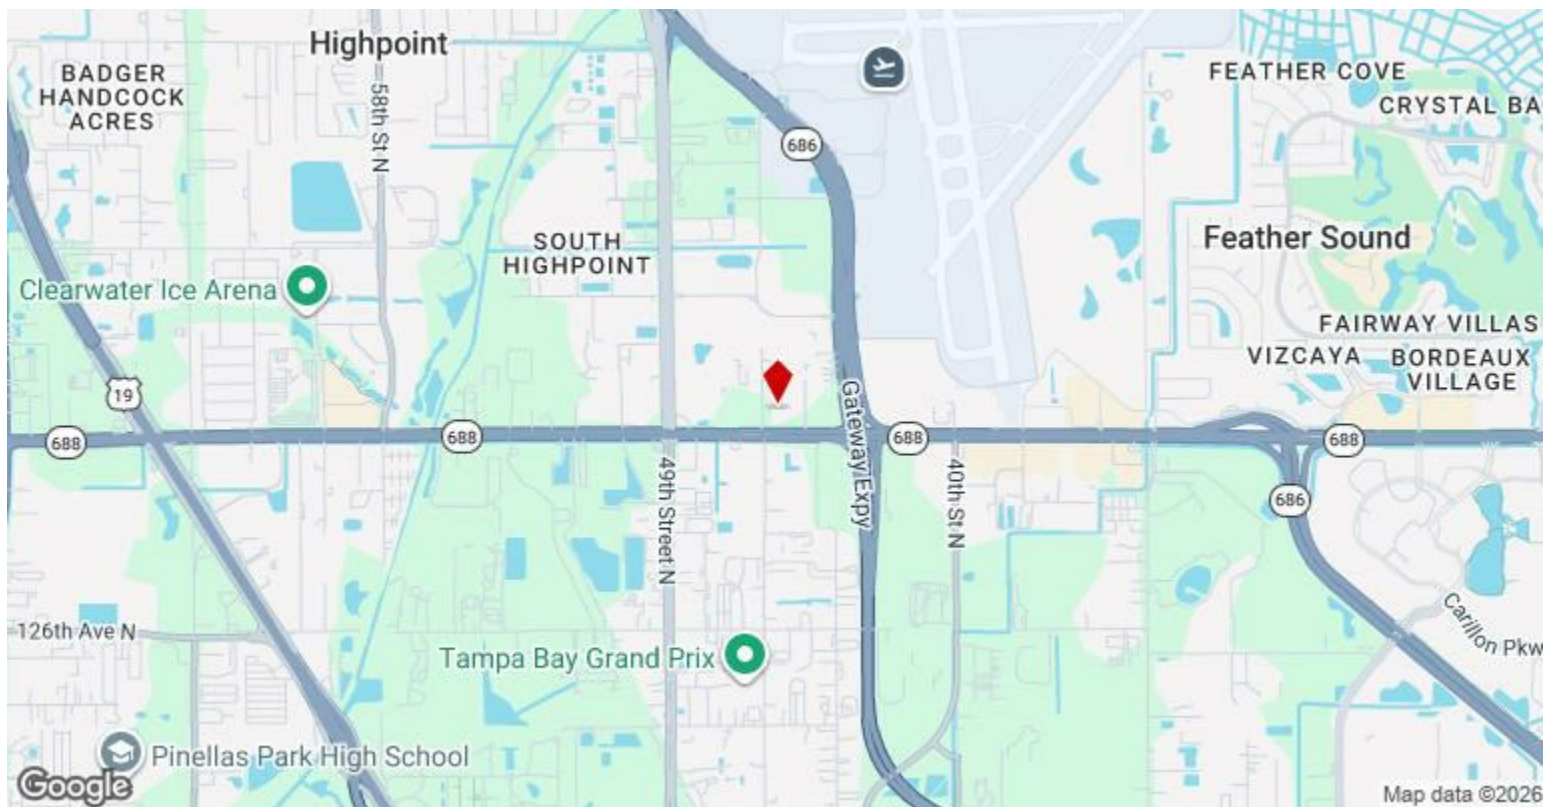 Highpoint
BADGER
HANDCOCK
ACRES
58th St N
FEATHER COVE
CRYSTAL BA
686
SOUTH
HIGHPOINT
Feather Sound
Clearwater Ice Arena
FAIRWAY VILLAS
VIZCAYA
BORDEAUX
VILLAGE
19
Gateway Expy
688
688
688
688
49th Street N
40th St N
686
126th Ave N
Carillon Pkw
Tampa Bay Grand Prix
Pinellas Park High School
Google
Map data ©2026